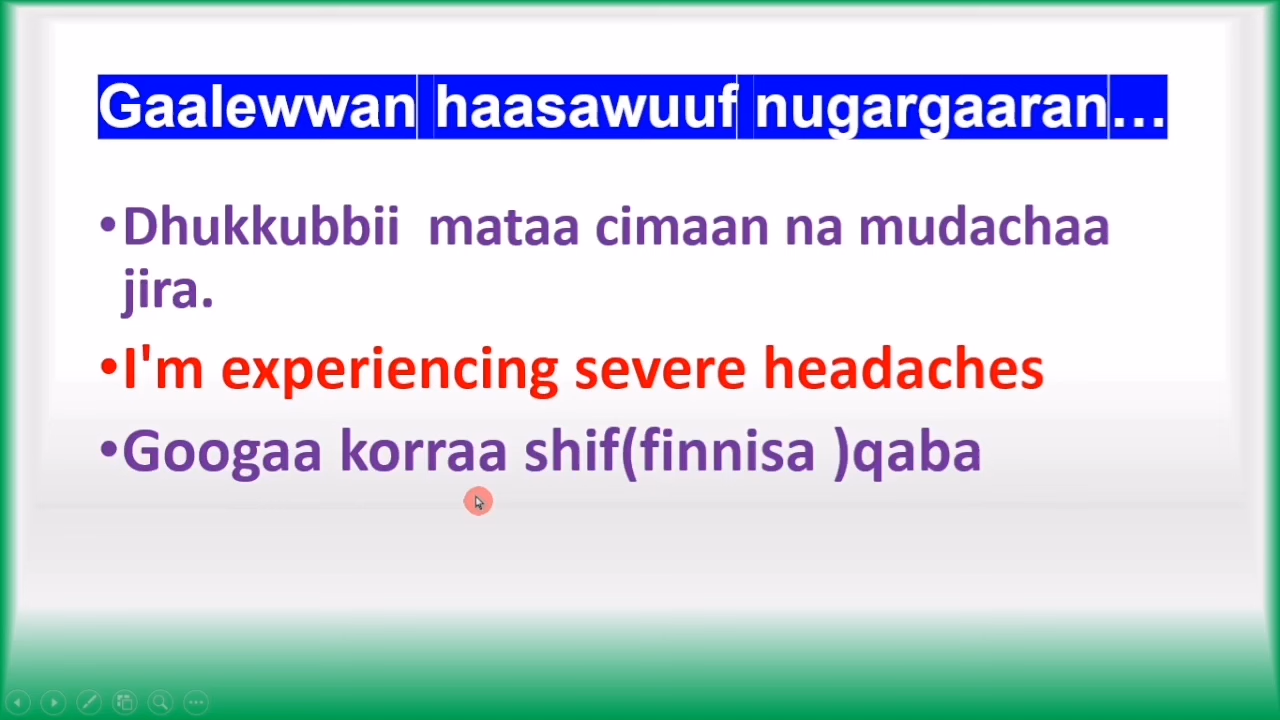 Gaalewwan haasawuuf nugargaaran...
•Dhukkubbii mataa cimaan na mudachaa
jira.
•I'm experiencing severe headaches
•Googaa korraa shif(finnisa )qaba